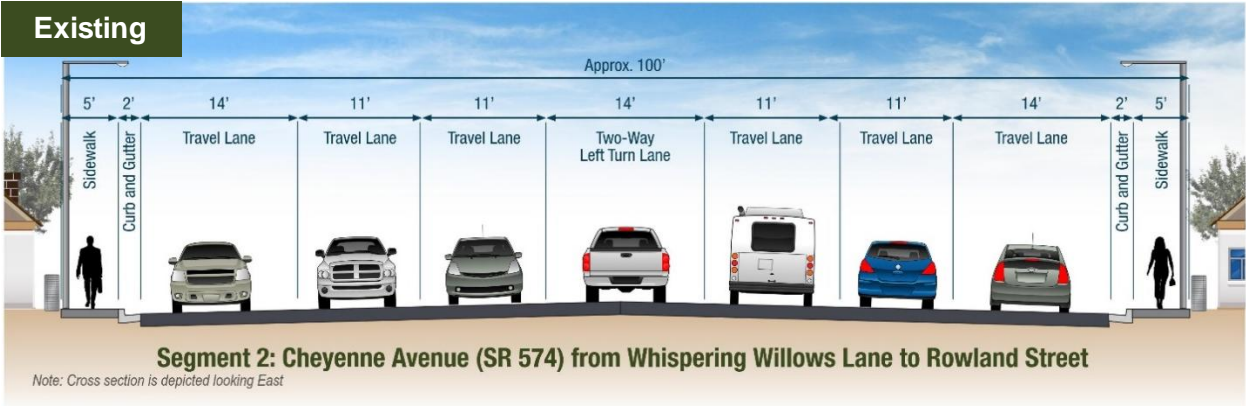 Existing
Approx. 100'
5' 2' 14' 11' 11' 14' 11' 11' 14' 2' 5'
Sidewalk
Curb and Gutter
Travel Lane
Travel Lane
Travel Lane
Two-Way
Left Turn Lane
Travel Lane
Travel Lane
Travel Lane
Curb and Gutter
Sidewalk
Segment 2: Cheyenne Avenue (SR 574) from Whispering Willows Lane to Rowland Street
Note: Cross section is depicted looking East